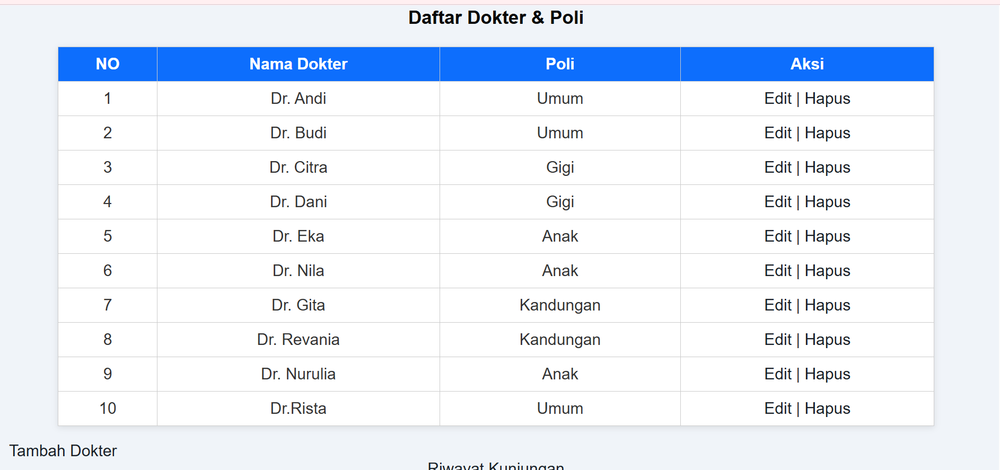 Daftar Dokter & Poli
NO Nama Dokter Poli Aksi
1 Dr. Andi Umum Edit | Hapus
2 Dr. Budi Umum Edit | Hapus
3 Dr. Citra Gigi Edit | Hapus
4 Dr. Dani Gigi Edit | Hapus
5 Dr. Eka Anak Edit | Hapus
6 Dr. Nila Anak Edit | Hapus
7 Dr. Gita Kandungan Edit | Hapus
8 Dr. Revania Kandungan Edit | Hapus
9 Dr. Nurulia Anak Edit | Hapus
10 Dr.Rista Umum Edit | Hapus
Tambah Dokter
Riwayat Kunjungan